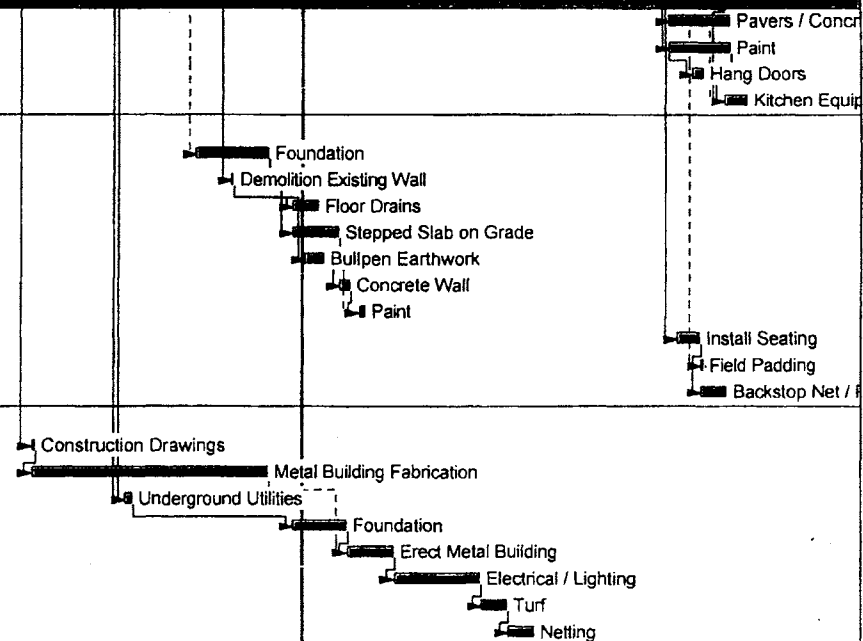 Pavers / Concr
Paint
Hang Doors
Kitchen Equip
Foundation
Demolition Existing Wall
Floor Drains
Stepped Slab on Grade
Bullpen Earthwork
Concrete Wall
Paint
Install Seating
Field Padding
Backstop Net /
Construction Drawings
Metal Building Fabrication
Underground Utilities
Foundation
Erect Metal Building
Electrical / Lighting
Turf
Netting